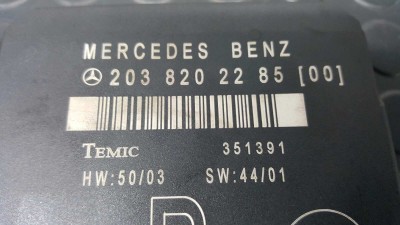 MERCEDES BENZ
203 820 22 85 [00]
TEMIC 351391
HW:50/03 SW:44/01
D